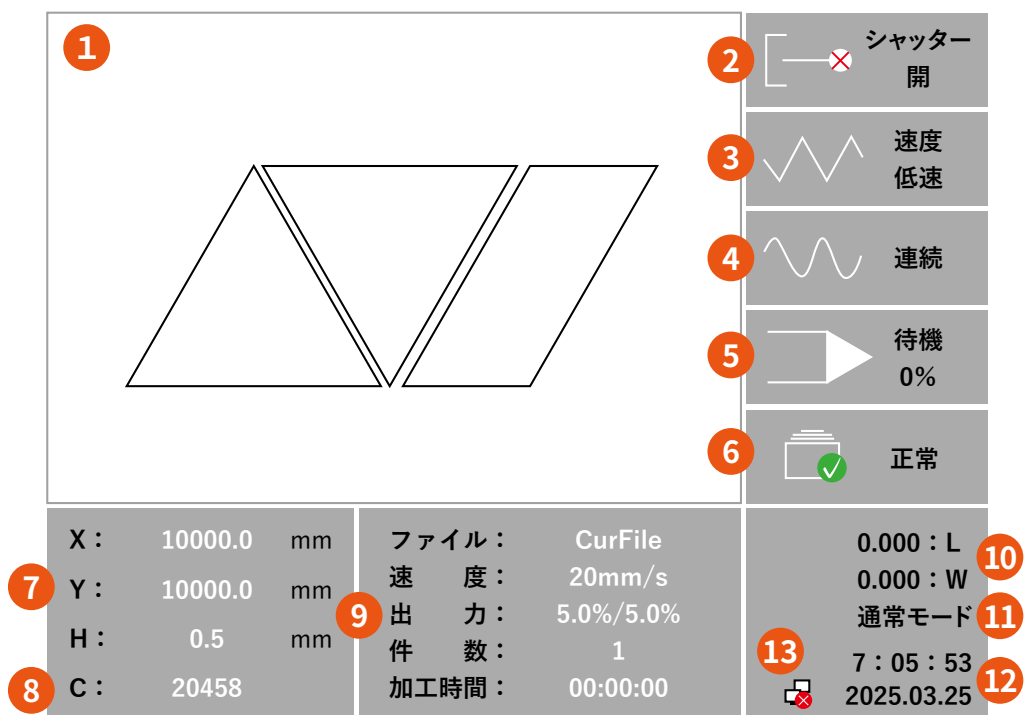 1
2
シャッター
開
3
速度
低速
4
連続
5
待機
0%
6
正常
7
X： 10000.0 mm
Y： 10000.0 mm
H： 0.5 mm
8
C： 20458
9
ファイル： CurFile
速 度： 20mm/s
出 力： 5.0%/5.0%
件 数： 1
加工時間： 00:00:00
10
0.000：L
0.000：W
11
通常モード
12
7：05：53
2025.03.25
13